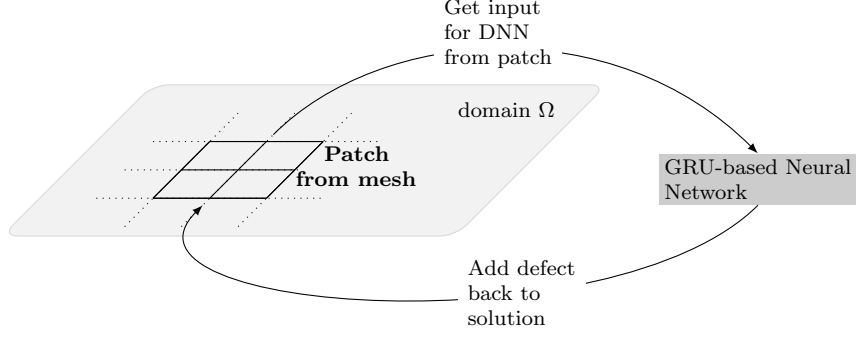 Get input
for DNN
from patch
domain Ω
Patch
from mesh
GRU-based Neural
Network
Add defect
back to
solution